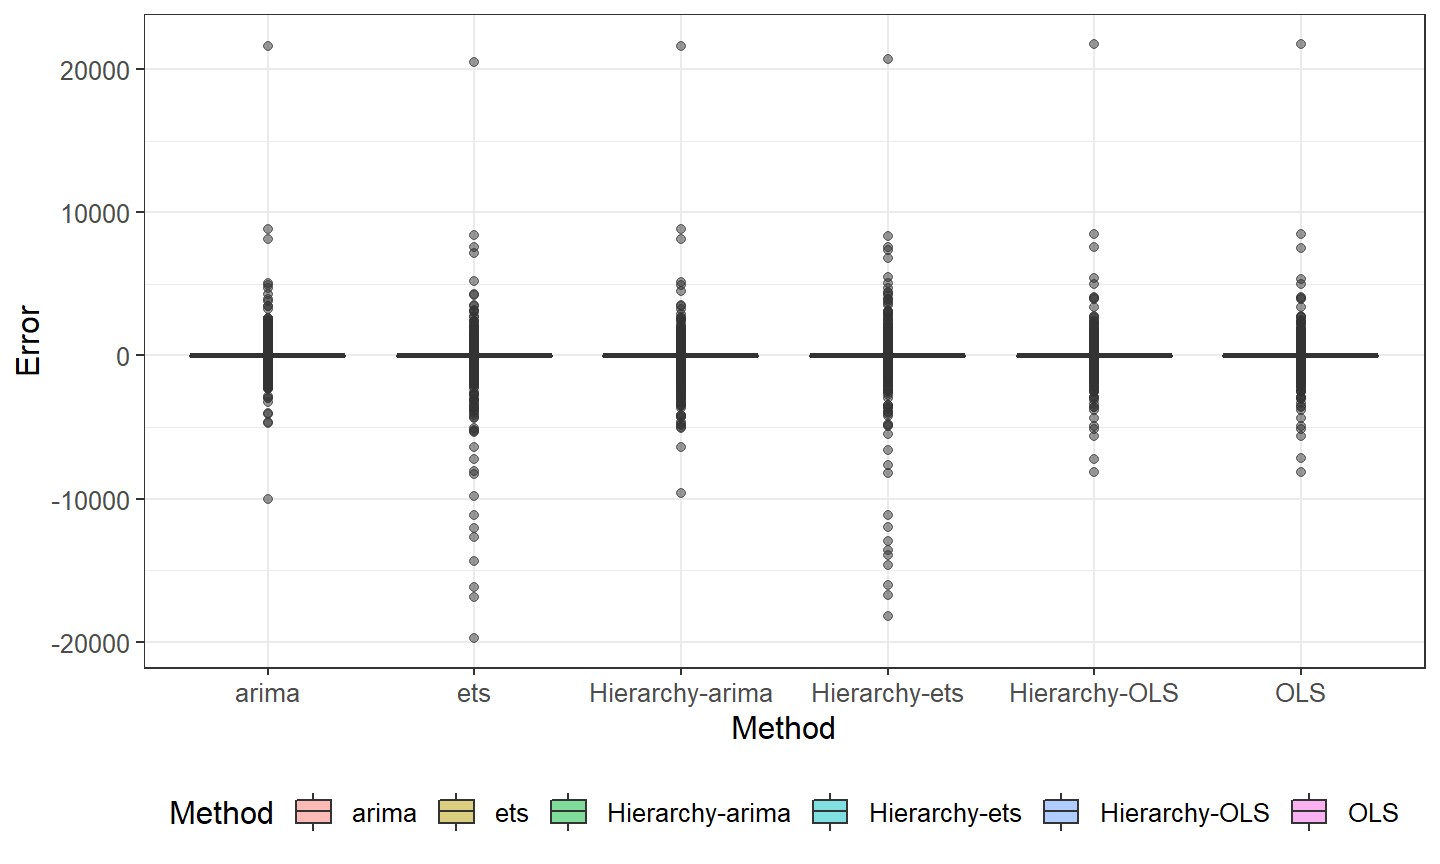 20000
10000
0
-10000
-20000
Error
arima ets Hierarchy-arima Hierarchy-ets Hierarchy-OLS OLS
Method
Method arima ets Hierarchy-arima Hierarchy-ets Hierarchy-OLS OLS